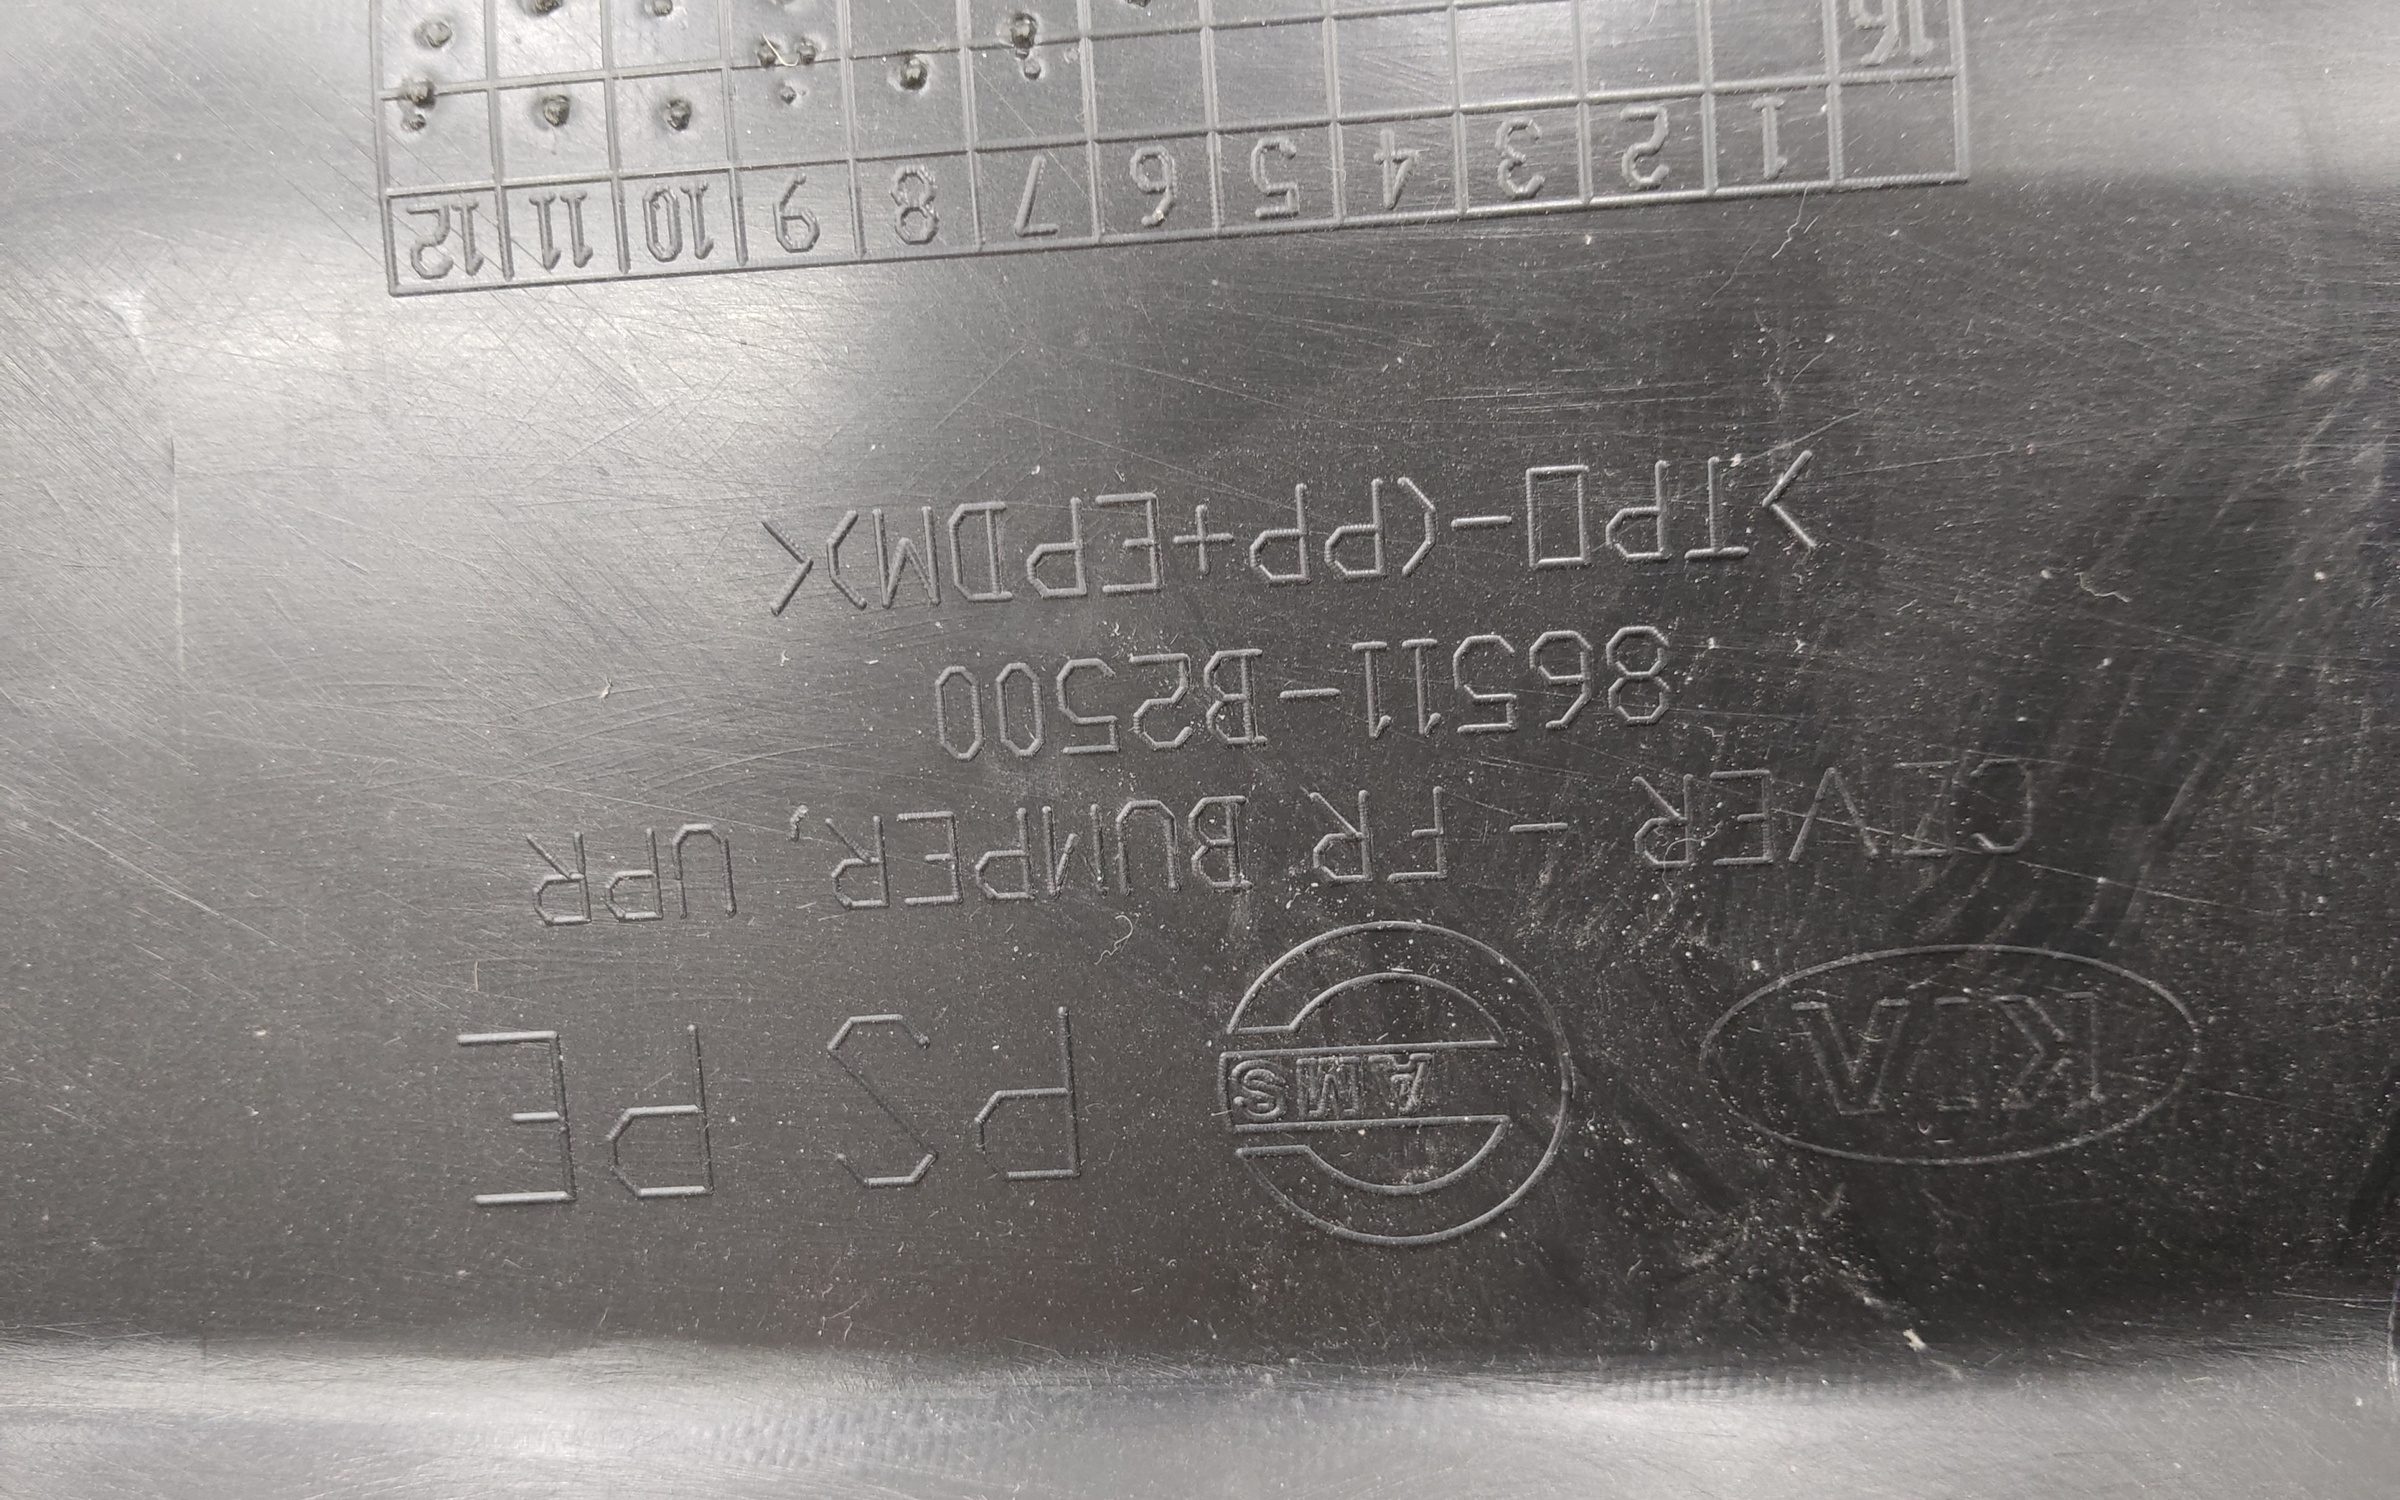 KIA AMS PS PE
COVER - FR BUMPER, UPR
86511-B2500
>TPO-(PP+EPDM)<
1 2 3 4 5 6 7 8 9 10 11 12
16